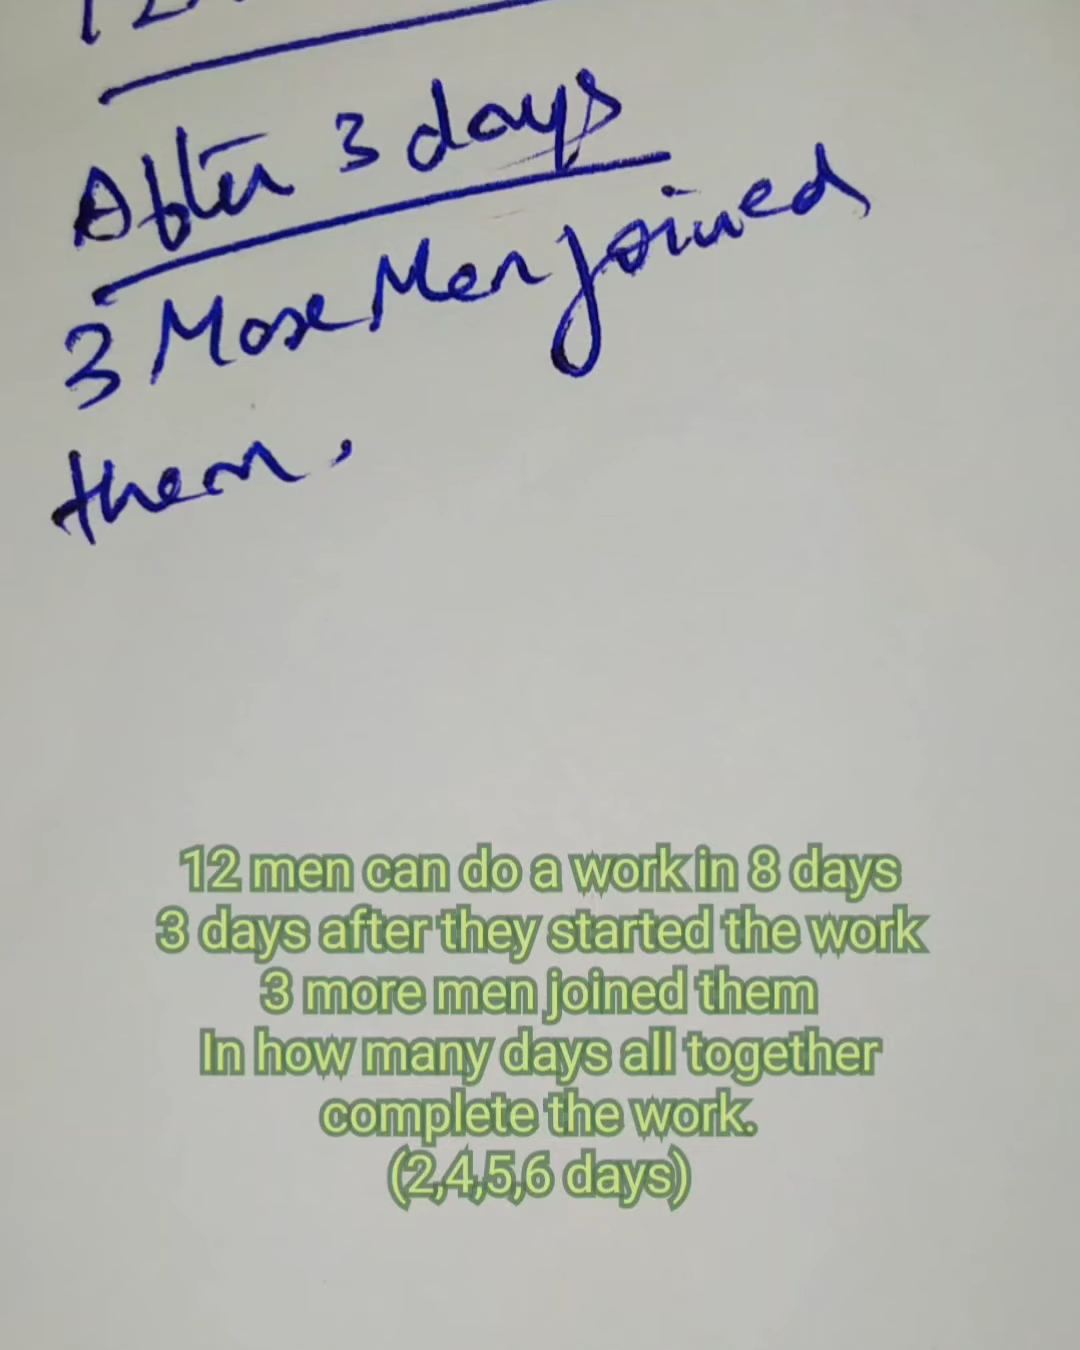 After 3 days
3 More Men joined
them.
12 men can do a work in 8 days
3 days after they started the work
3 more men joined them
In how many days all together
complete the work.
(2,4,5,6 days)